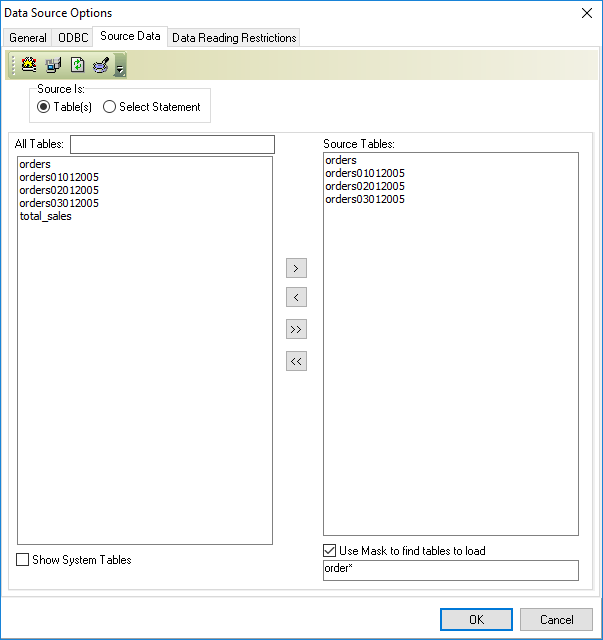 Data Source Options
General ODBC Source Data Data Reading Restrictions
Source Is:
Table(s) Select Statement
All Tables:
orders
orders01012005
orders02012005
orders03012005
total_sales
>
<
>>
<<
Source Tables:
orders
orders01012005
orders02012005
orders03012005
Show System Tables
Use Mask to find tables to load
order*
OK Cancel